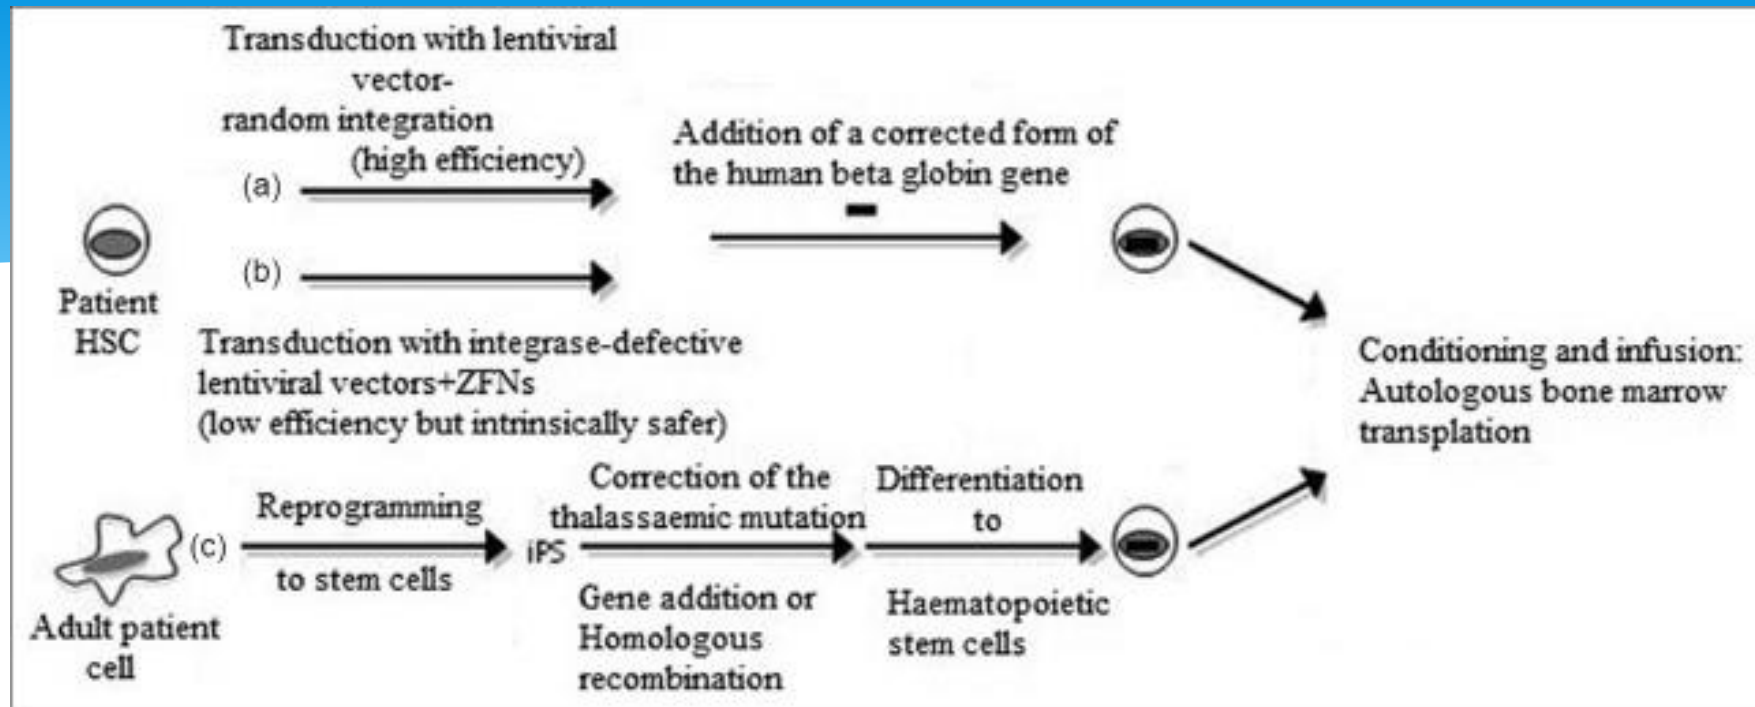 Transduction with lentiviral
vector-
random integration
(high efficiency)
(a)
Addition of a corrected form of
the human beta globin gene
(b)
Patient
HSC
Transduction with integrase-defective
lentiviral vectors+ZFNs
(low efficiency but intrinsically safer)
Conditioning and infusion:
Autologous bone marrow
transplation
(c)
Reprogramming
to stem cells
iPS
Correction of the
thalassaemic mutation
Gene addition or
Homologous
recombination
Differentiation
to
Haematopoietic
stem cells
Adult patient
cell